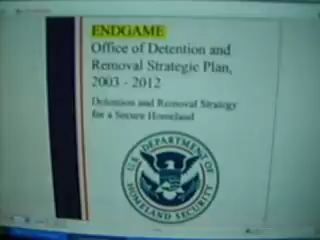 ENDGAME
Office of Detention and
Removal Strategic Plan,
2003 - 2012
Detention and Removal Strategy
for a Secure Homeland
U.S. DEPARTMENT OF
HOMELAND SECURITY